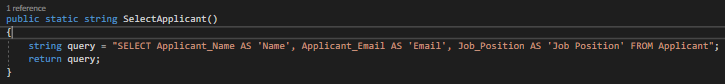 1 reference
public static string SelectApplicant()
{
string query = "SELECT Applicant_Name AS 'Name', Applicant_Email AS 'Email', Job_Position AS 'Job Position' FROM Applicant";
return query;
}